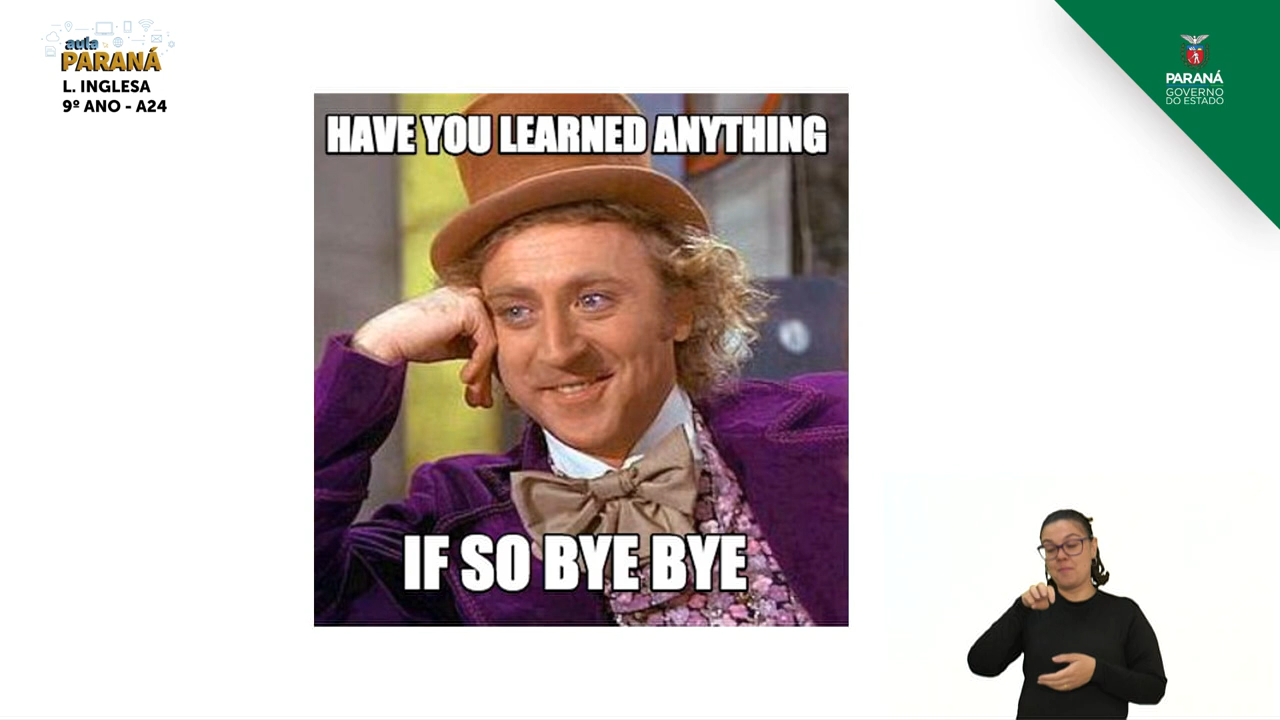 aula
PARANÁ
L. INGLESA
9º ANO - A24
HAVE YOU LEARNED ANYTHING
IF SO BYE BYE
PARANÁ
GOVERNO
DO ESTADO